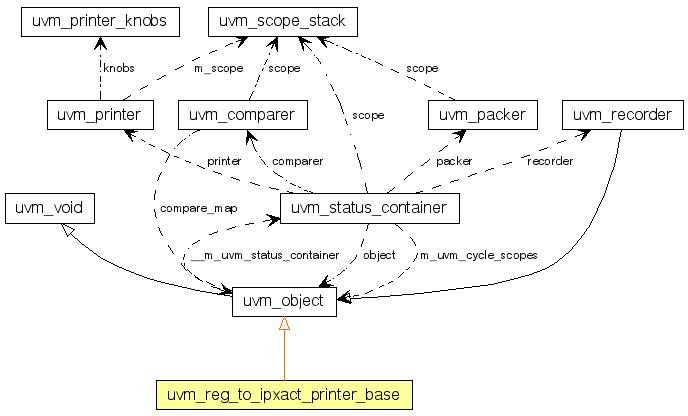 uvm_printer_knobs
uvm_scope_stack
knobs
m_scope
scope
scope
uvm_printer
uvm_comparer
scope
uvm_packer
uvm_recorder
printer
comparer
packer
recorder
uvm_void
compare_map
uvm_status_container
__m_uvm_status_container
object
m_uvm_cycle_scopes
uvm_object
uvm_reg_to_ipxact_printer_base